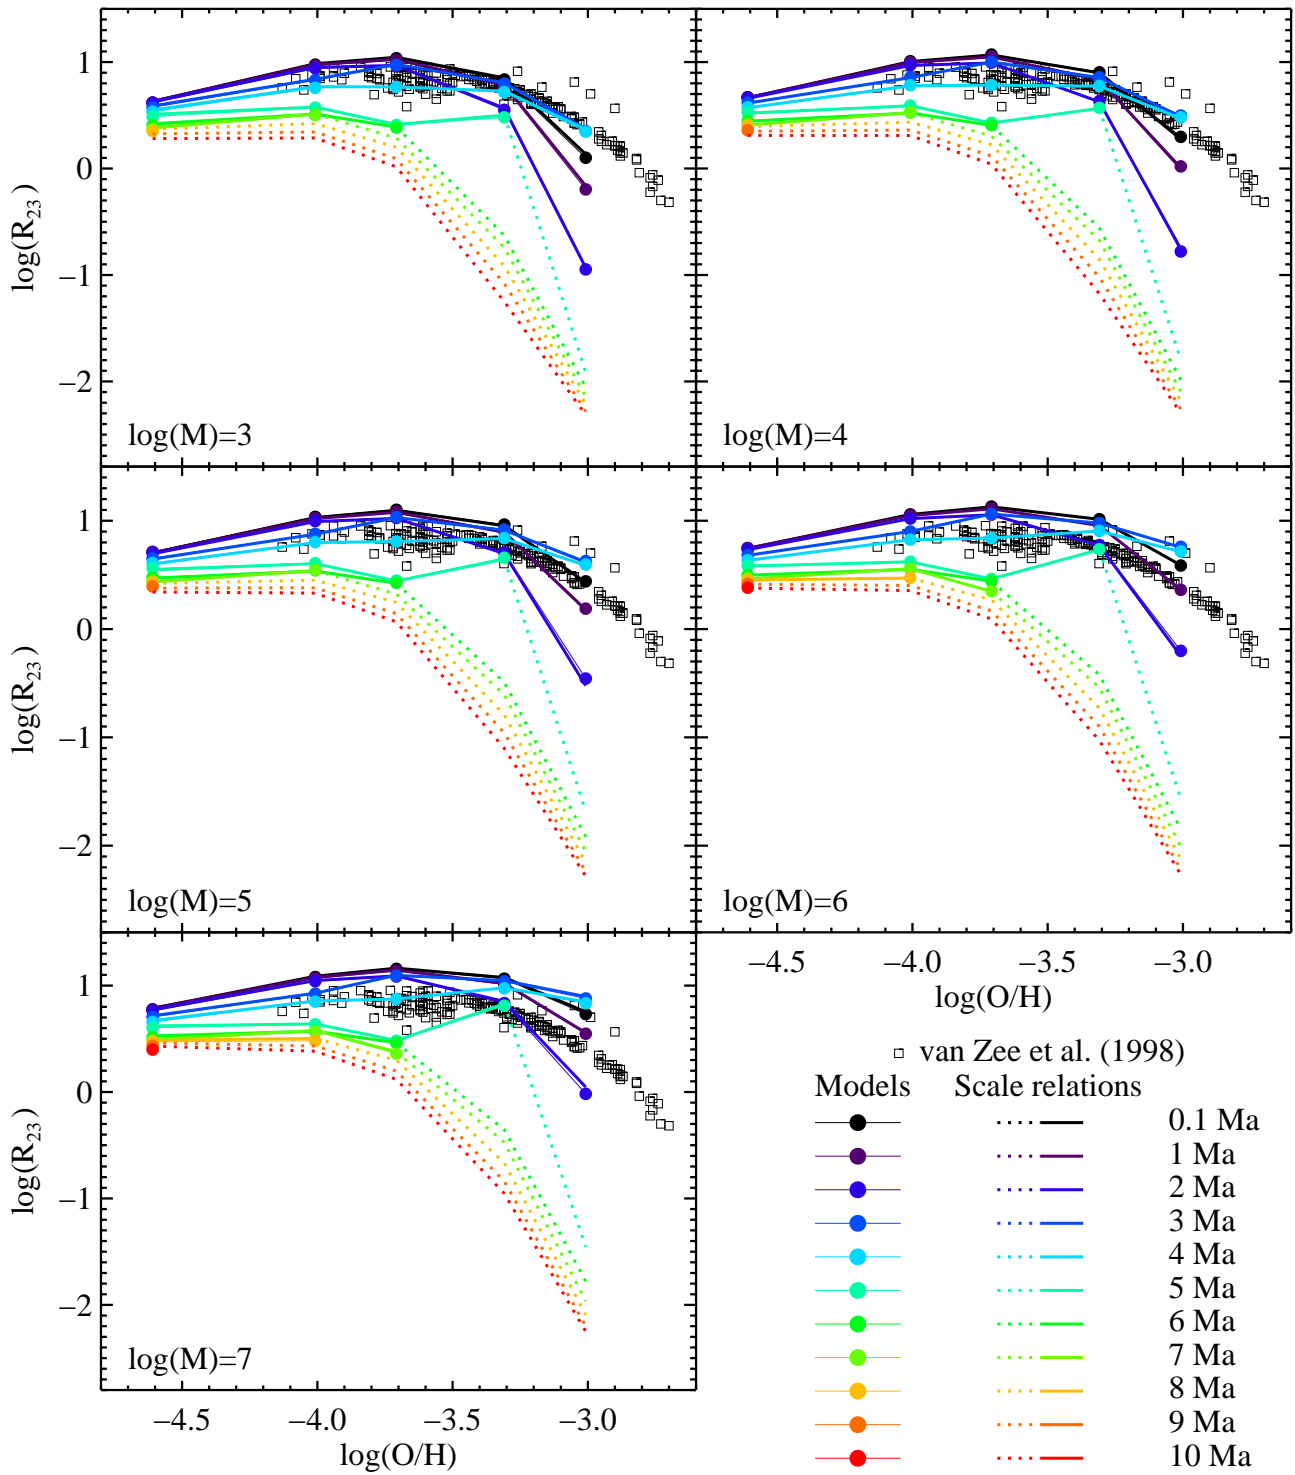 1
0
−1
−2
log(R23)
log(M)=3
log(M)=4
1
0
−1
−2
log(R23)
log(M)=5
log(M)=6
−4.5 −4.0 −3.5 −3.0
log(O/H)
1
0
−1
−2
log(R23)
log(M)=7
−4.5 −4.0 −3.5 −3.0
log(O/H)
van Zee et al. (1998)
Models Scale relations
0.1 Ma
1 Ma
2 Ma
3 Ma
4 Ma
5 Ma
6 Ma
7 Ma
8 Ma
9 Ma
10 Ma